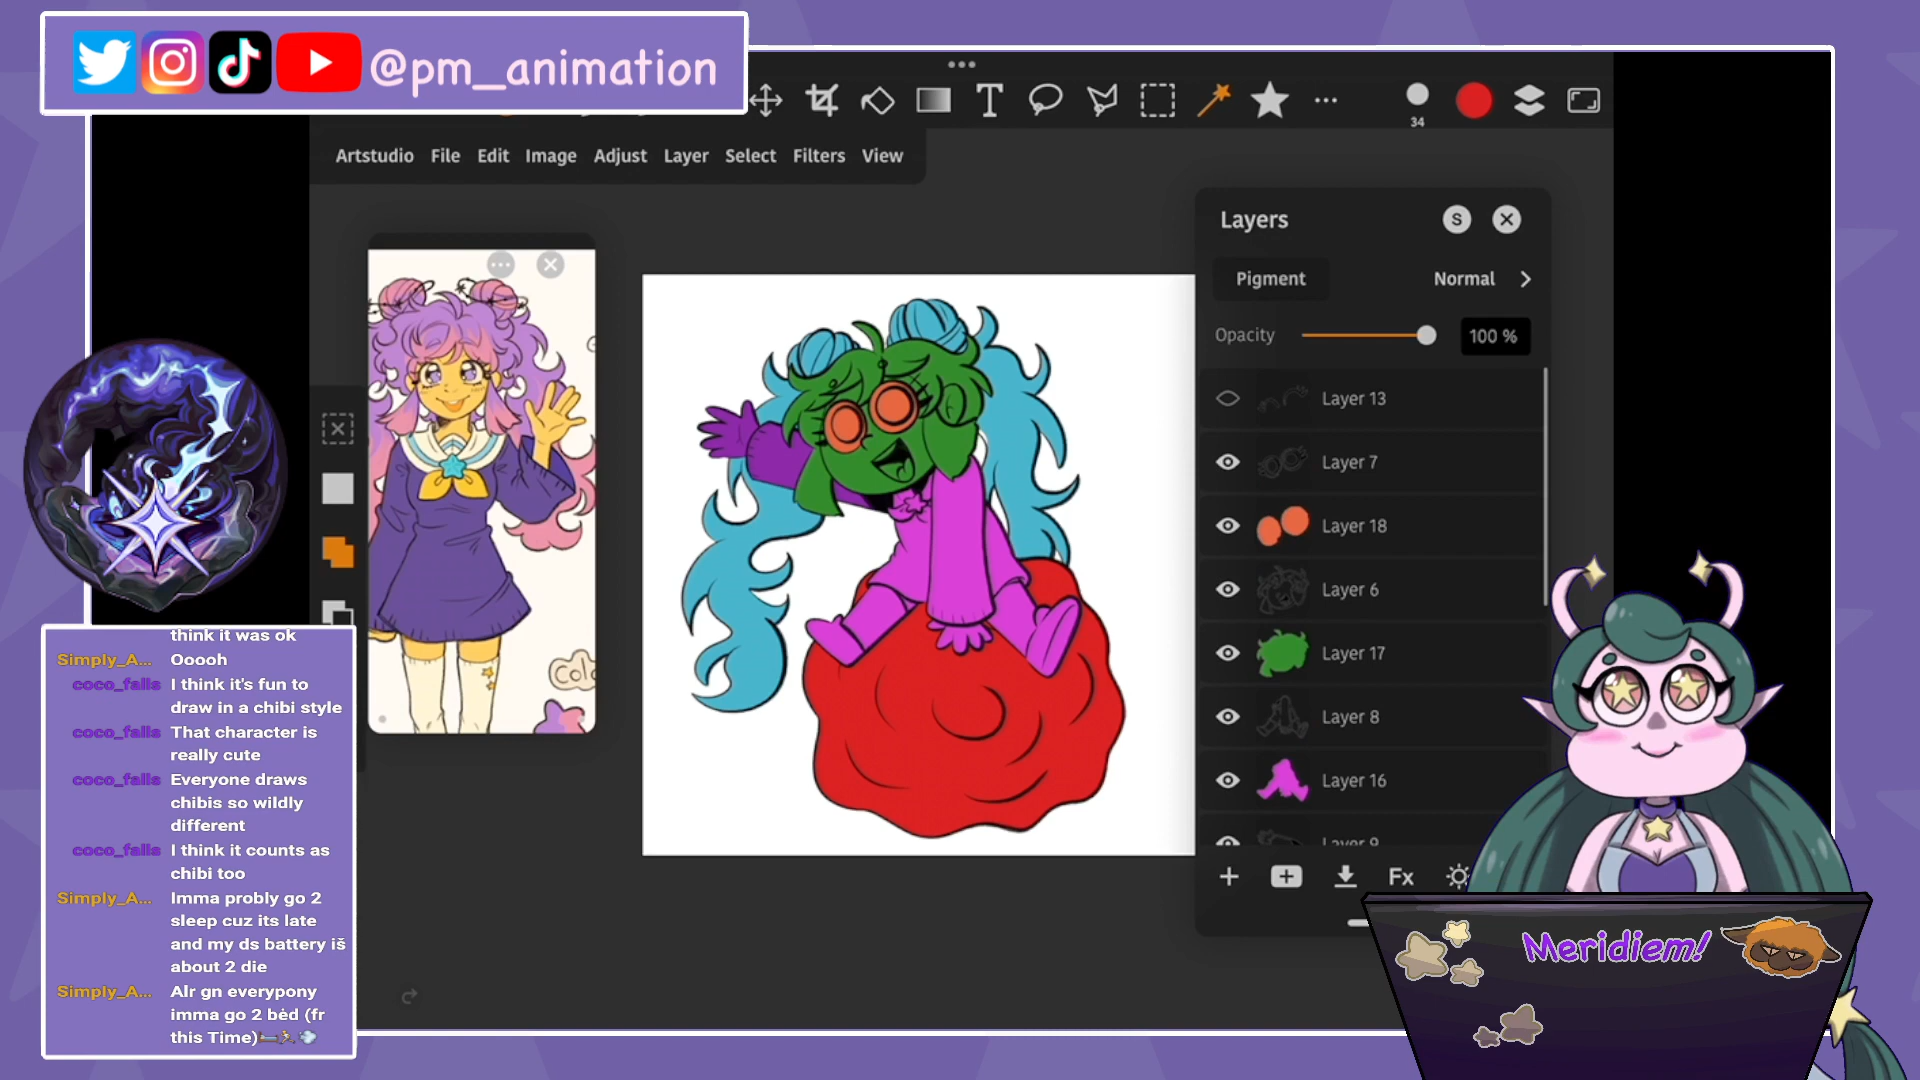 @pm_animation
T
34
Artstudio File Edit Image Adjust Layer Select Filters View
Layers
S
Pigment
Normal
Opacity
100 %
Layer 13
Layer 7
Layer 18
Layer 6
Layer 17
Layer 8
Layer 16
Layer 9
Fx
think it was ok
Simply_A... Ooooh
coco_falls I think it's fun to
draw in a chibi style
coco_falls That character is
really cute
coco_falls Everyone draws
chibis so wildly
different
coco_falls I think it counts as
chibi too
Simply_A... Imma probly go 2
sleep cuz its late
and my ds battery iš
about 2 die
Simply_A... Alr gn everypony
imma go 2 bėd (fr
this Time)
Meridiem!